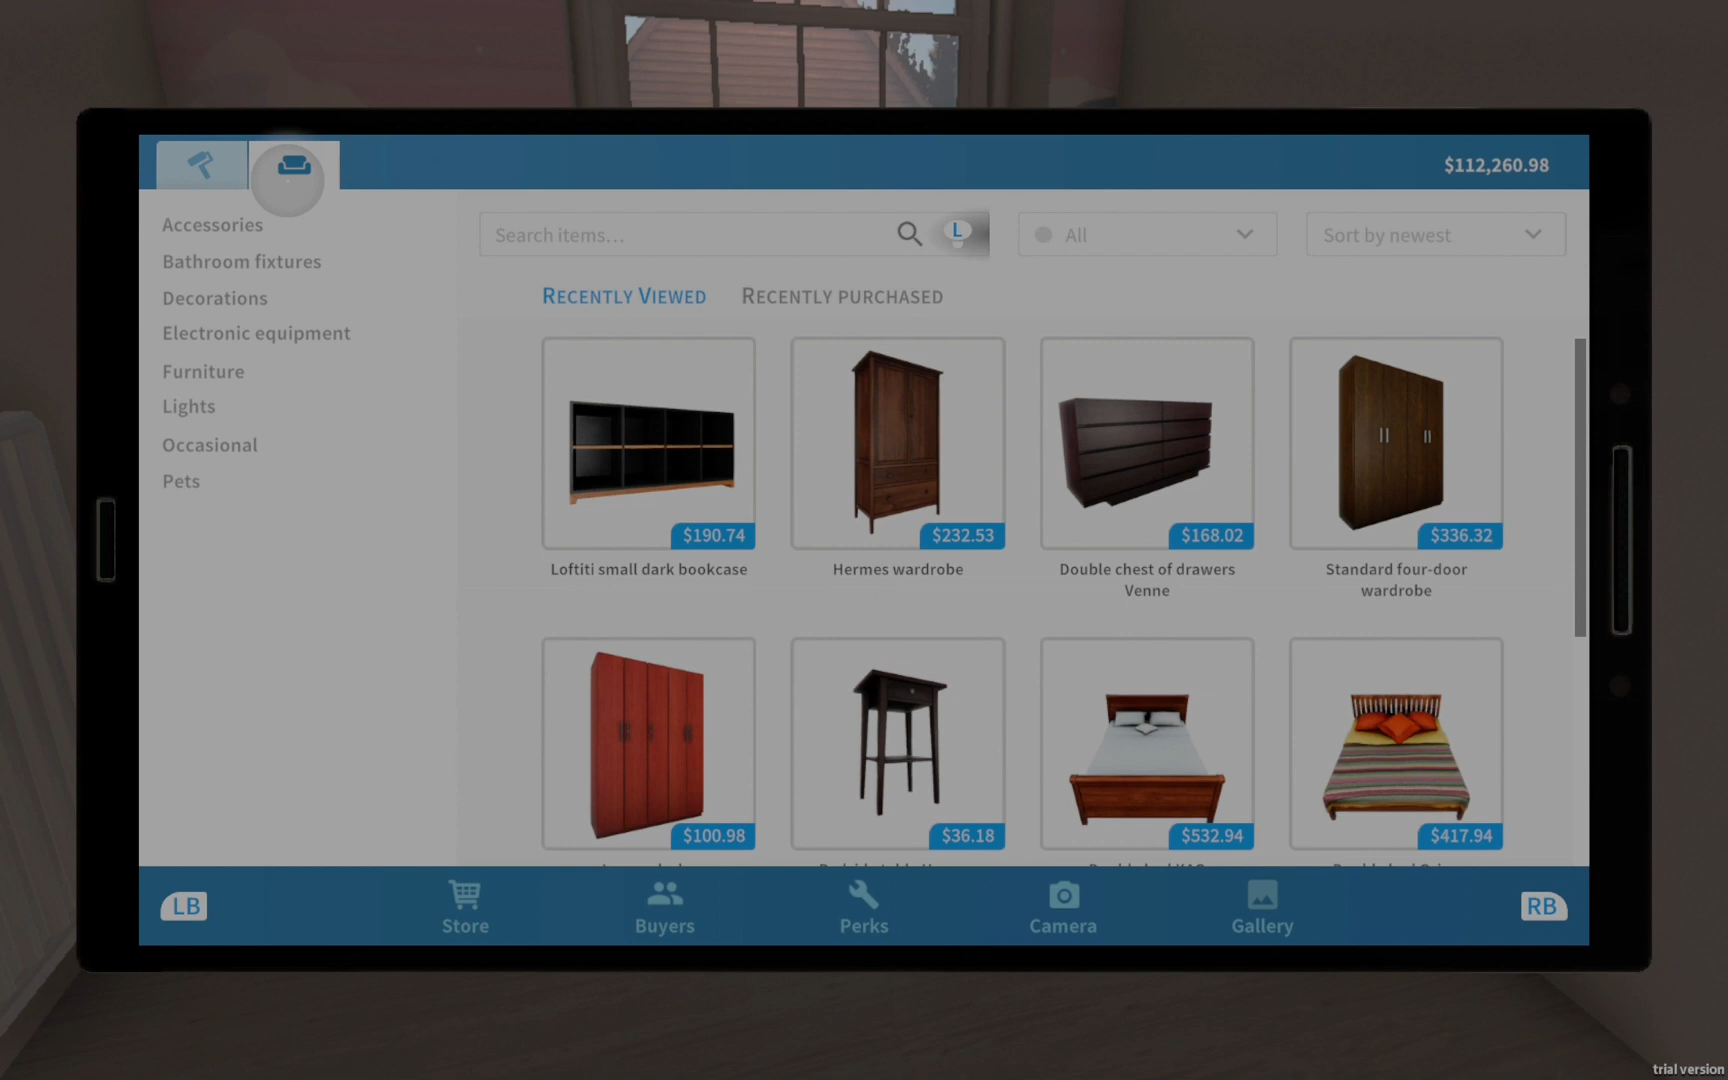 $112,260.98
Accessories
Bathroom fixtures
Decorations
Electronic equipment
Furniture
Lights
Occasional
Pets
Search items...
L
All
Sort by newest
RECENTLY VIEWED
RECENTLY PURCHASED
$190.74
$232.53
$168.02
$336.32
Loftiti small dark bookcase
Hermes wardrobe
Double chest of drawers
Venne
Standard four-door
wardrobe
$100.98
$36.18
$532.94
$417.94
LB
Store
Buyers
Perks
Camera
Gallery
RB
trial version